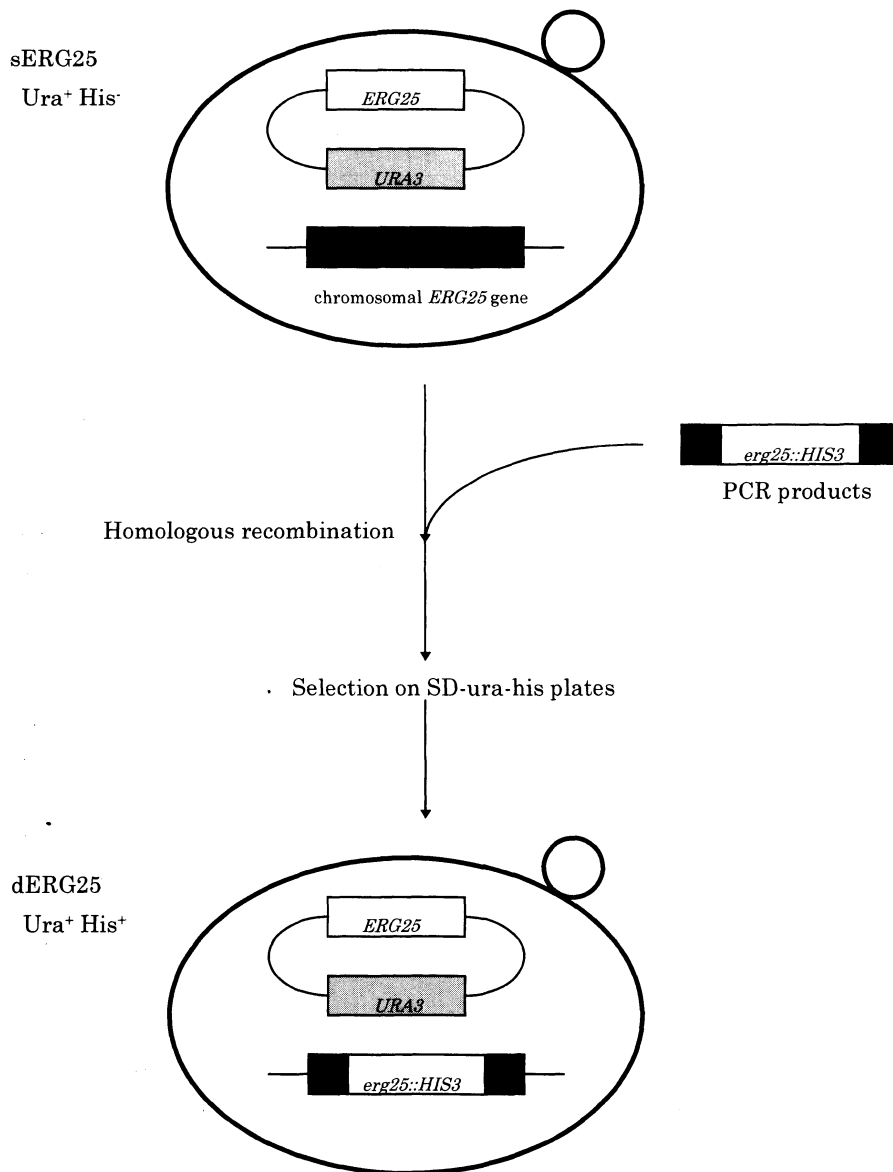 sERG25
Ura⁺ His⁻
ERG25
URA3
chromosomal ERG25 gene
erg25::HIS3
PCR products
Homologous recombination
Selection on SD-ura-his plates
dERG25
Ura⁺ His⁺
ERG25
URA3
erg25::HIS3